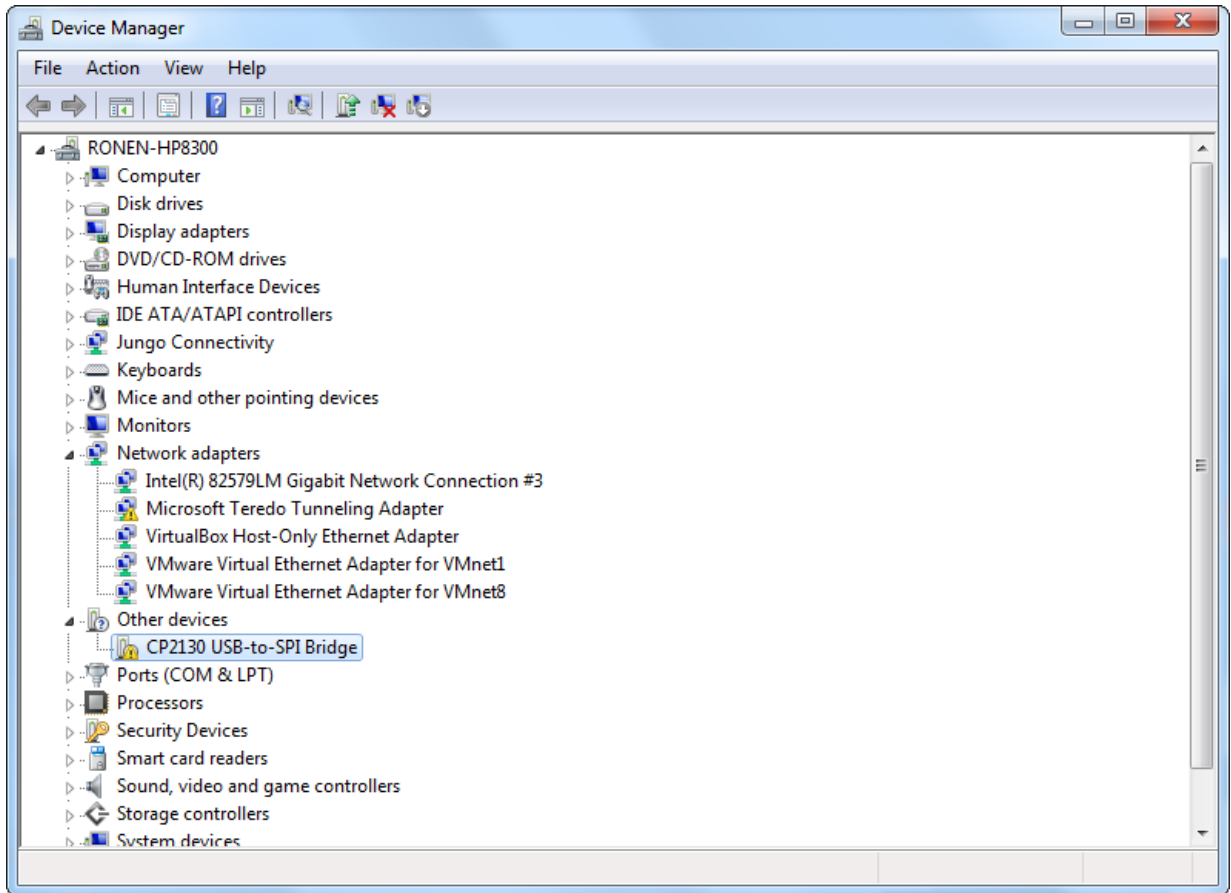 Device Manager
File Action View Help
RONEN-HP8300
Computer
Disk drives
Display adapters
DVD/CD-ROM drives
Human Interface Devices
IDE ATA/ATAPI controllers
Jungo Connectivity
Keyboards
Mice and other pointing devices
Monitors
Network adapters
Intel(R) 82579LM Gigabit Network Connection #3
Microsoft Teredo Tunneling Adapter
VirtualBox Host-Only Ethernet Adapter
VMware Virtual Ethernet Adapter for VMnet1
VMware Virtual Ethernet Adapter for VMnet8
Other devices
CP2130 USB-to-SPI Bridge
Ports (COM & LPT)
Processors
Security Devices
Smart card readers
Sound, video and game controllers
Storage controllers
System devices